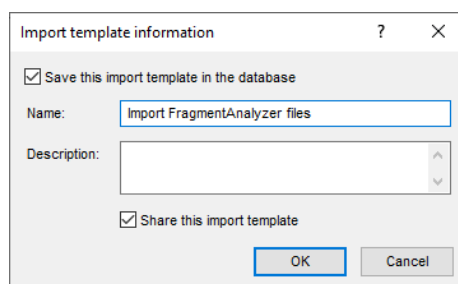 Import template information ?
Save this import template in the database
Name: Import FragmentAnalyzer files
Description:
Share this import template
OK Cancel